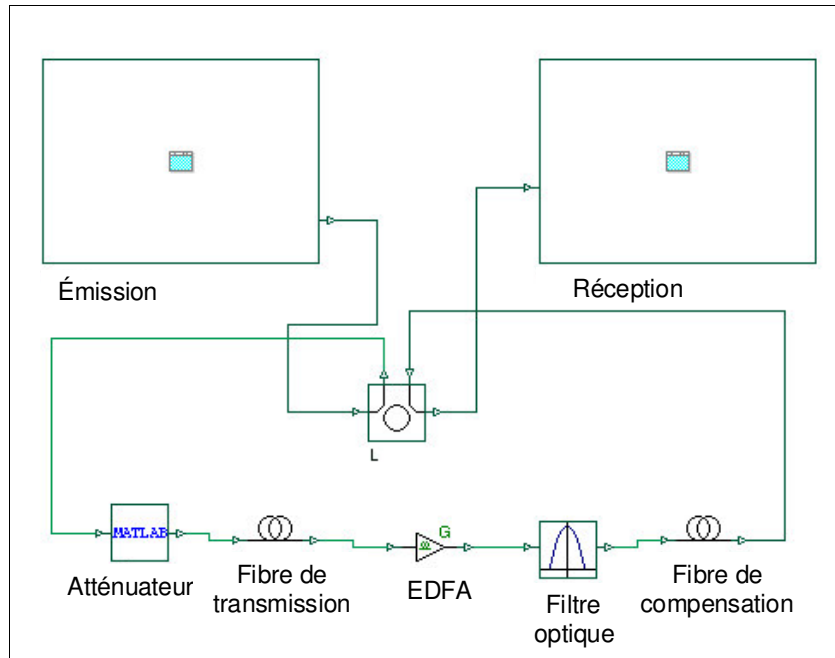 Émission
Réception
L
MATLAB
G
Atténuateur
Fibre de
transmission
EDFA
Filtre
optique
Fibre de
compensation